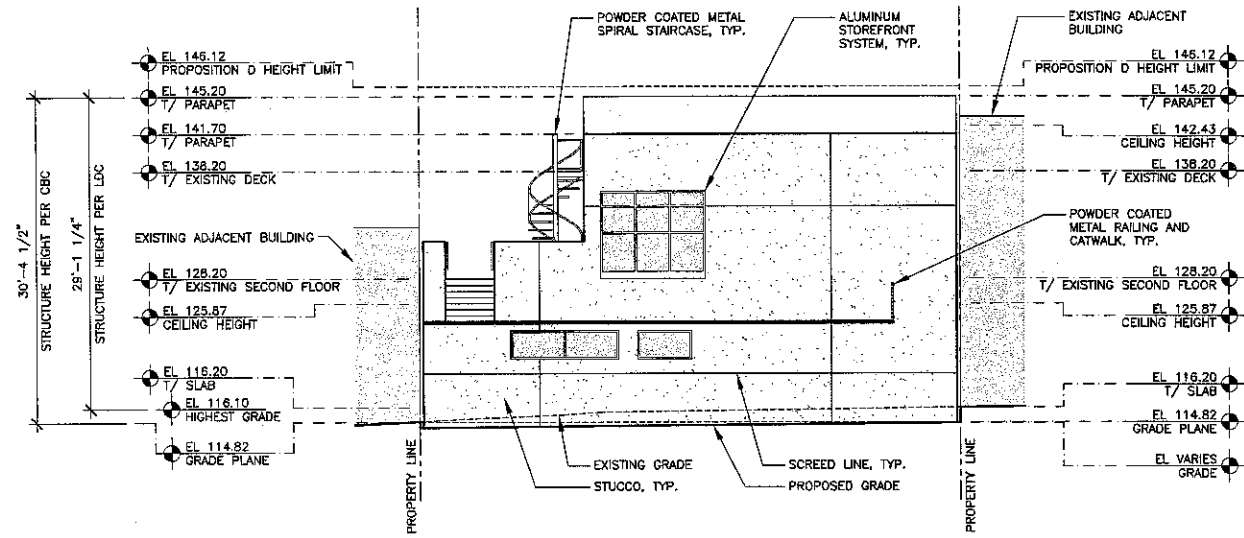 POWDER COATED METAL
SPIRAL STAIRCASE, TYP.
ALUMINUM
STOREFRONT
SYSTEM, TYP.
EXISTING ADJACENT
BUILDING
EL 146.12
PROPOSITION D HEIGHT LIMIT
EL 145.20
T/ PARAPET
EL 141.70
T/ PARAPET
EL 138.20
T/ EXISTING DECK
EXISTING ADJACENT BUILDING
EL 128.20
T/ EXISTING SECOND FLOOR
EL 125.87
CEILING HEIGHT
EL 116.20
T/ SLAB
EL 116.10
HIGHEST GRADE
EL 114.82
GRADE PLANE
30'-4 1/2"
STRUCTURE HEIGHT PER CBC
29'-1 1/4"
STRUCTURE HEIGHT PER LDC
EL 146.12
PROPOSITION D HEIGHT LIMIT
EL 145.20
T/ PARAPET
EL 142.43
CEILING HEIGHT
EL 138.20
T/ EXISTING DECK
POWDER COATED
METAL RAILING AND
CATWALK, TYP.
EL 128.20
T/ EXISTING SECOND FLOOR
EL 125.87
CEILING HEIGHT
EL 116.20
T/ SLAB
EL 114.82
GRADE PLANE
EL VARIES
GRADE
PROPERTY LINE
EXISTING GRADE
STUCCO, TYP.
SCREED LINE, TYP.
PROPOSED GRADE
PROPERTY LINE